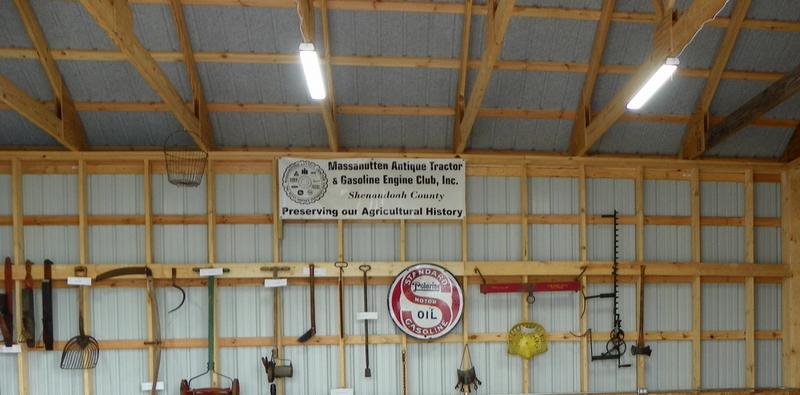 Massanutten Antique Tractor
& Gasoline Engine Club, Inc.
Shenandoah County
Preserving our Agricultural History
STANDARD
Polarine
MOTOR
OIL
GASOLINE